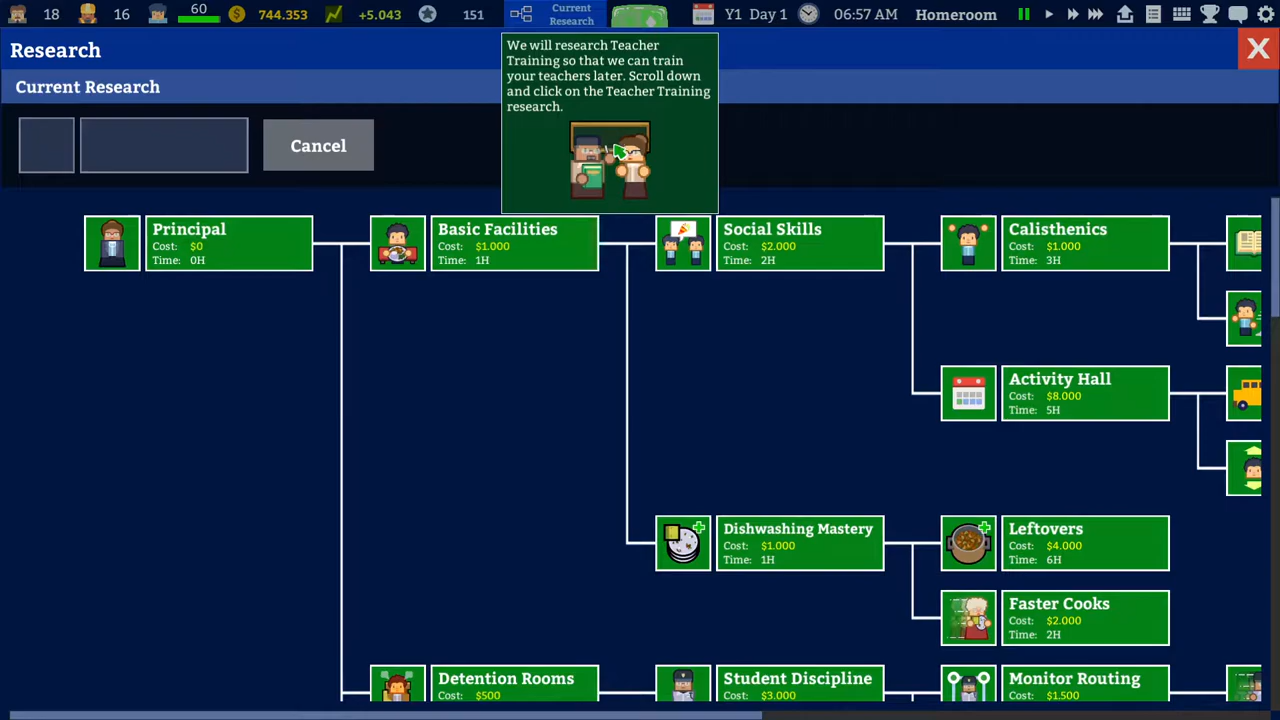 18 16 60 744.353 +5.043 151 Current Research Y1 Day 1 06:57 AM Homeroom
Research
We will research Teacher
Training so that we can train
your teachers later. Scroll down
and click on the Teacher Training
research.
Current Research
Cancel
Principal
Cost: $0
Time: 0H
Basic Facilities
Cost: $1.000
Time: 1H
Social Skills
Cost: $2.000
Time: 2H
Calisthenics
Cost: $1.000
Time: 3H
Activity Hall
Cost: $8.000
Time: 5H
Dishwashing Mastery
Cost: $1.000
Time: 1H
Leftovers
Cost: $4.000
Time: 6H
Faster Cooks
Cost: $2.000
Time: 2H
Detention Rooms
Cost: $500
Student Discipline
Cost: $3.000
Monitor Routing
Cost: $1.500